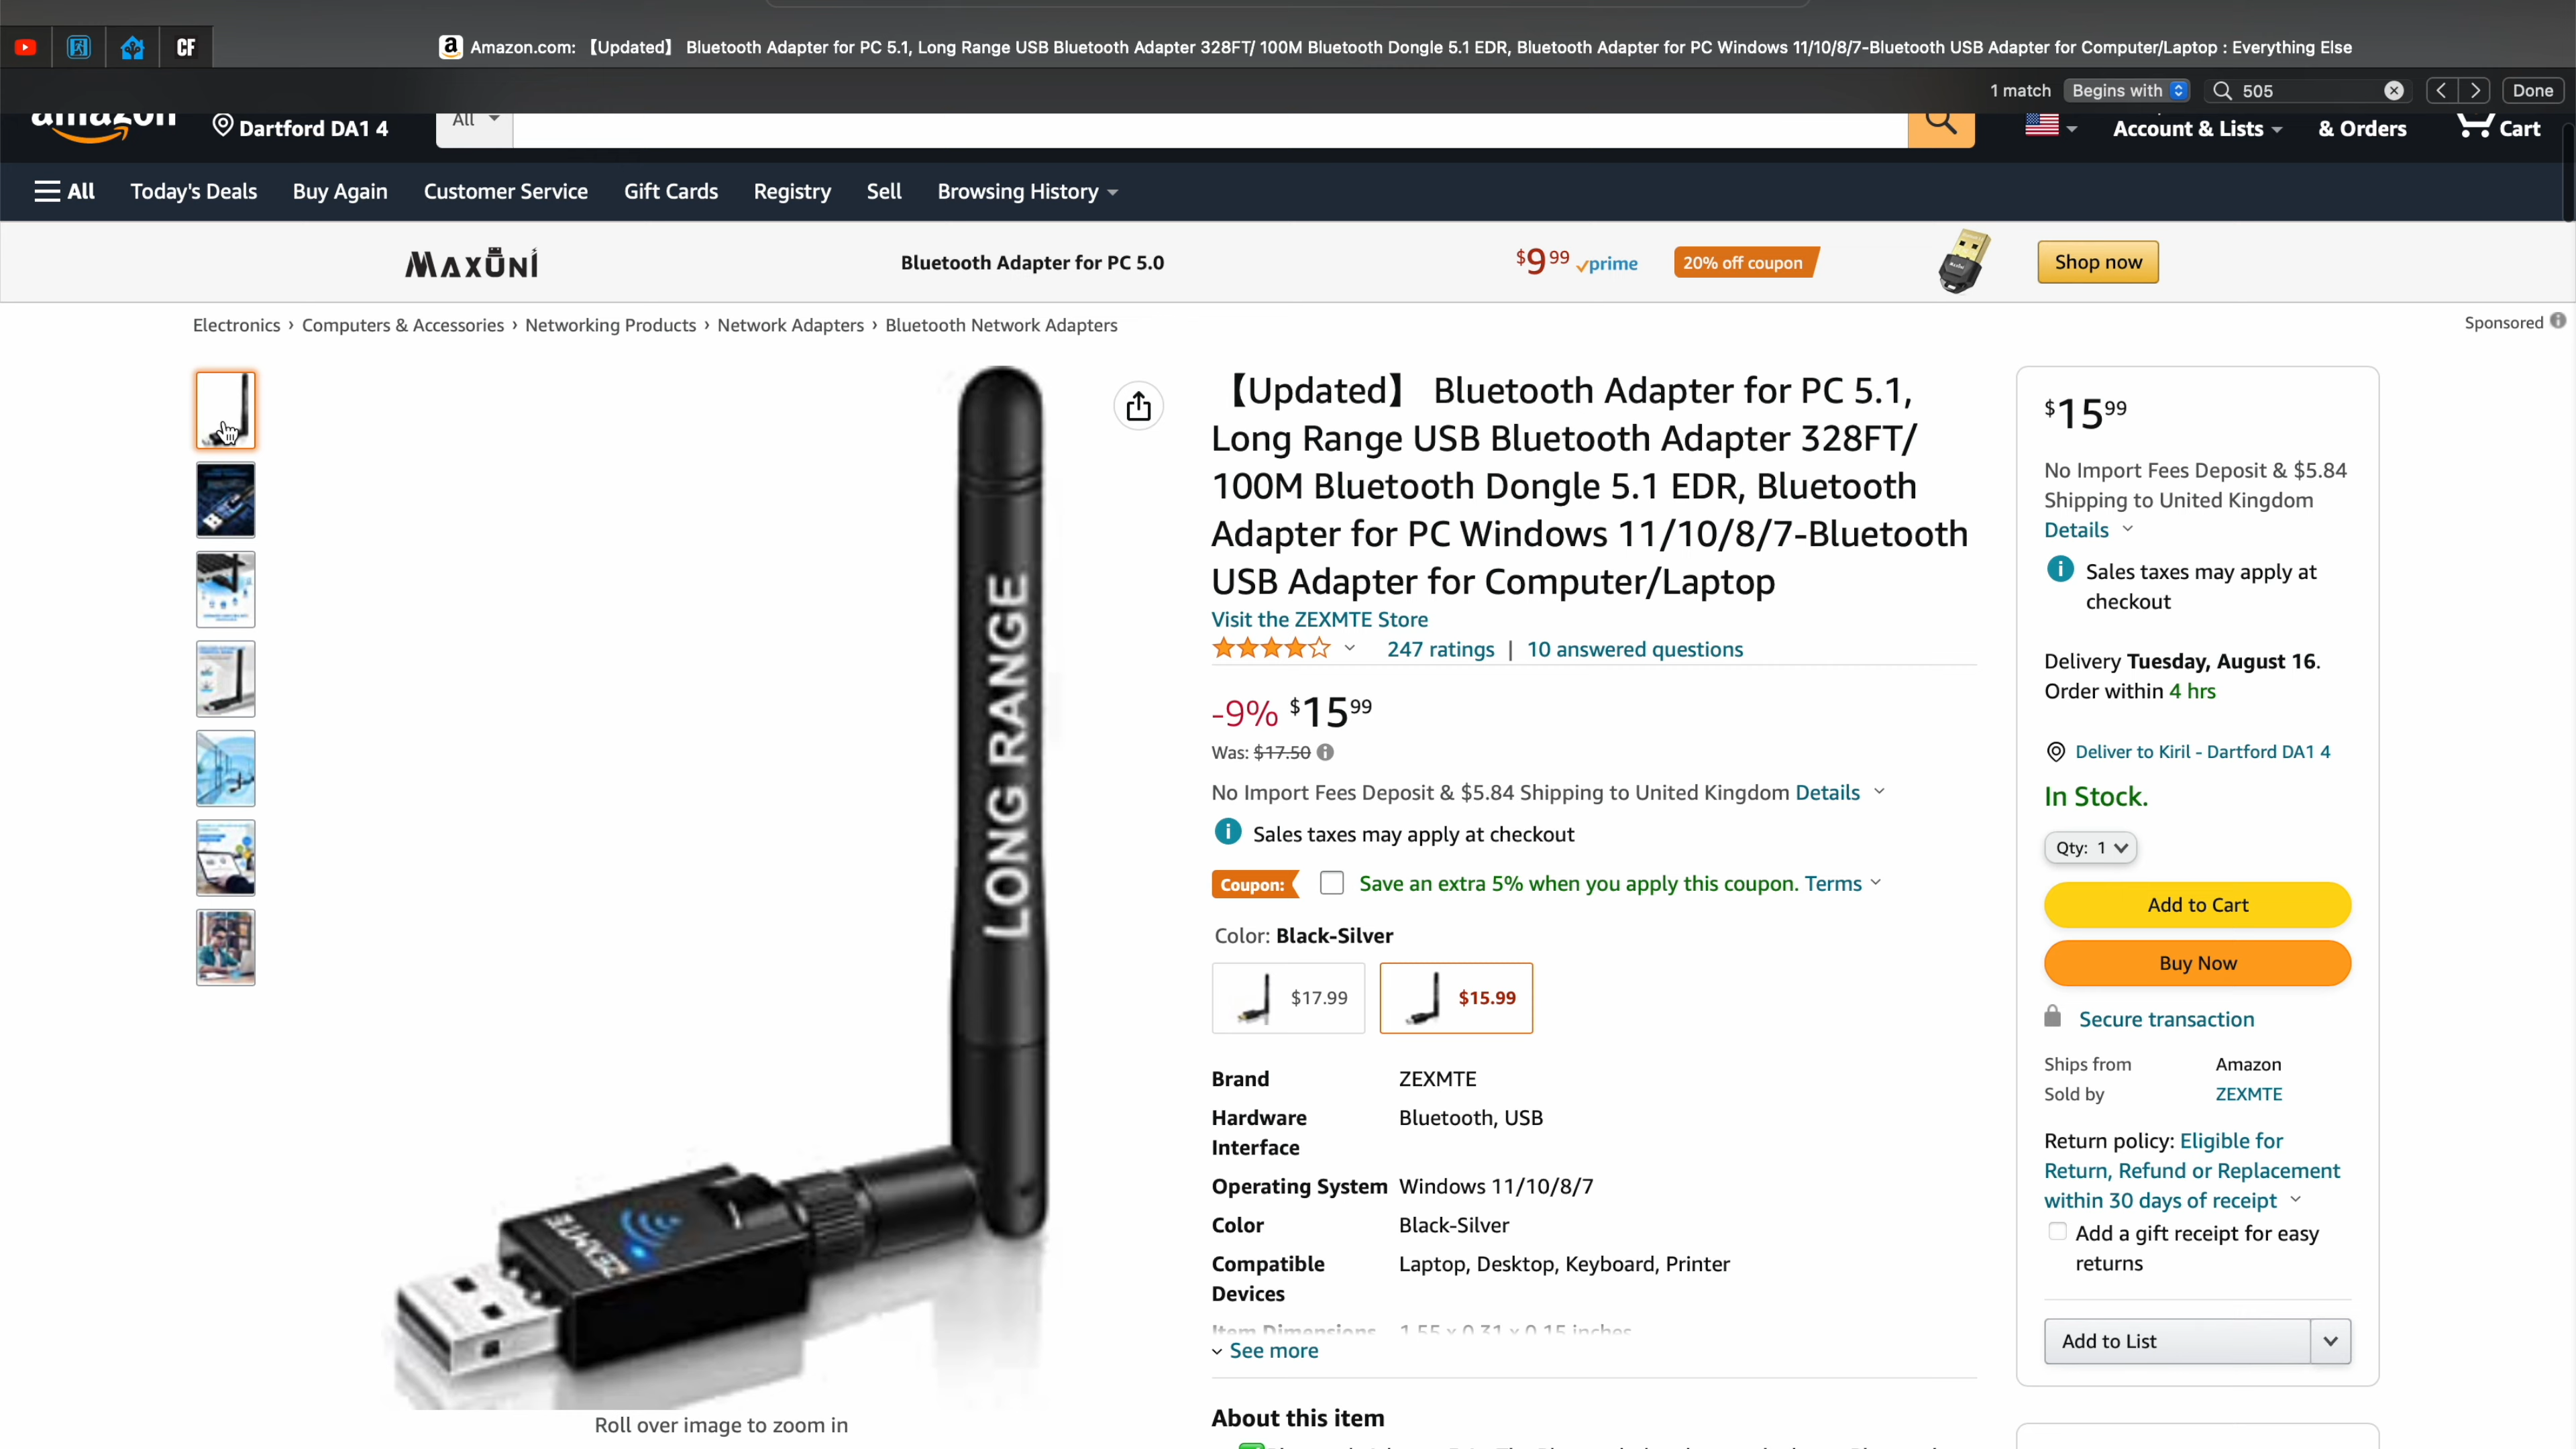 CF
Amazon.com: 【Updated】 Bluetooth Adapter for PC 5.1, Long Range USB Bluetooth Adapter 328FT/ 100M Bluetooth Dongle 5.1 EDR, Bluetooth Adapter for PC Windows 11/10/8/7-Bluetooth USB Adapter for Computer/Laptop : Everything Else
1 match Begins with 505 Done
amazon Dartford DA1 4 All Account & Lists & Orders Cart
All Today's Deals Buy Again Customer Service Gift Cards Registry Sell Browsing History
MAXÜNI Bluetooth Adapter for PC 5.0 $9 99 prime 20% off coupon Shop now
Electronics › Computers & Accessories › Networking Products › Network Adapters › Bluetooth Network Adapters
Sponsored
LONG RANGE
ZEXMTE
Roll over image to zoom in
【Updated】 Bluetooth Adapter for PC 5.1,
Long Range USB Bluetooth Adapter 328FT/
100M Bluetooth Dongle 5.1 EDR, Bluetooth
Adapter for PC Windows 11/10/8/7-Bluetooth
USB Adapter for Computer/Laptop
Visit the ZEXMTE Store
247 ratings | 10 answered questions
-9% $15 99
Was: $17.50
No Import Fees Deposit & $5.84 Shipping to United Kingdom Details
Sales taxes may apply at checkout
Coupon: Save an extra 5% when you apply this coupon. Terms
Color: Black-Silver
$17.99 $15.99
Brand ZEXMTE
Hardware Bluetooth, USB
Interface
Operating System Windows 11/10/8/7
Color Black-Silver
Compatible Laptop, Desktop, Keyboard, Printer
Devices
Item Dimensions 1.55 x 0.31 x 0.15 inches
See more
About this item
$15 99
No Import Fees Deposit & $5.84
Shipping to United Kingdom
Details
Sales taxes may apply at
checkout
Delivery Tuesday, August 16.
Order within 4 hrs
Deliver to Kiril - Dartford DA1 4
In Stock.
Qty: 1
Add to Cart
Buy Now
Secure transaction
Ships from Amazon
Sold by ZEXMTE
Return policy: Eligible for
Return, Refund or Replacement
within 30 days of receipt
Add a gift receipt for easy
returns
Add to List